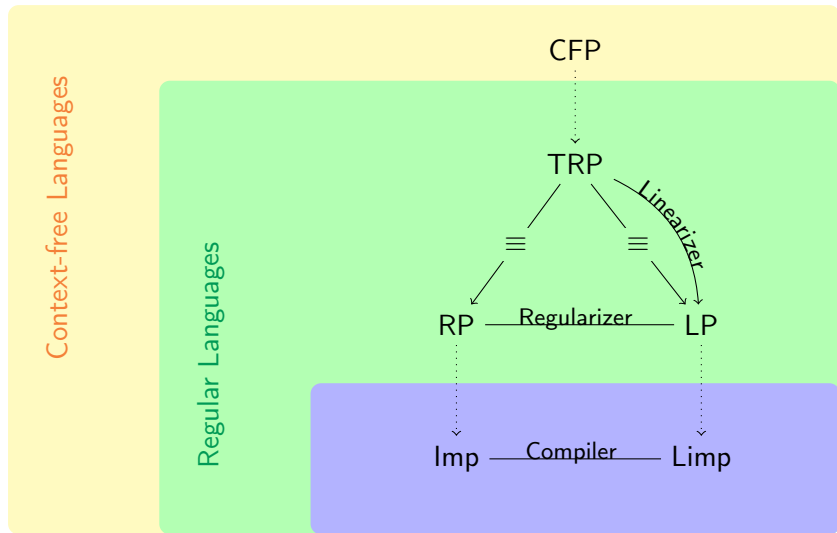 CFP
Context-free Languages
TRP
Linearizer
Regular Languages
≡ ≡
RP Regularizer LP
Imp Compiler Limp